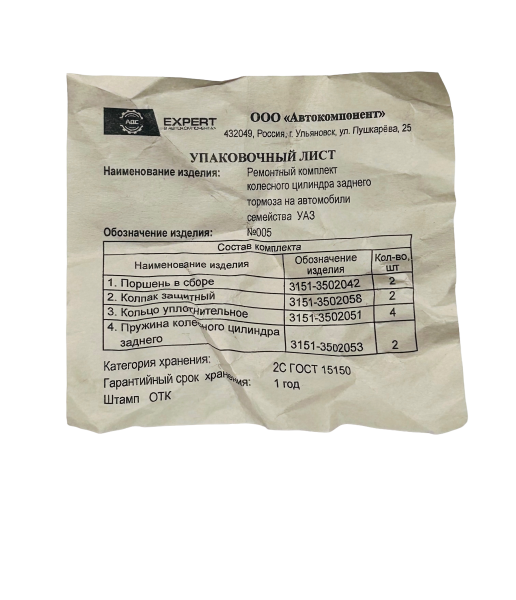 АДС EXPERT
В АВТОКОМПОНЕНТАХ
ООО «Автокомпонент»
432049, Россия, г. Ульяновск, ул. Пушкарёва, 25
УПАКОВОЧНЫЙ ЛИСТ
Наименование изделия: Ремонтный комплект
колесного цилиндра заднего
тормоза на автомобили
семейства УАЗ
Обозначение изделия: №005
Состав комплекта
Наименование изделия Обозначение изделия Кол-во, шт
1. Поршень в сборе 3151-3502042 2
2. Колпак защитный 3151-3502058 2
3. Кольцо уплотнительное 3151-3502051 4
4. Пружина колесного цилиндра
заднего 3151-3502053 2
Категория хранения: 2С ГОСТ 15150
Гарантийный срок хранения: 1 год
Штамп ОТК